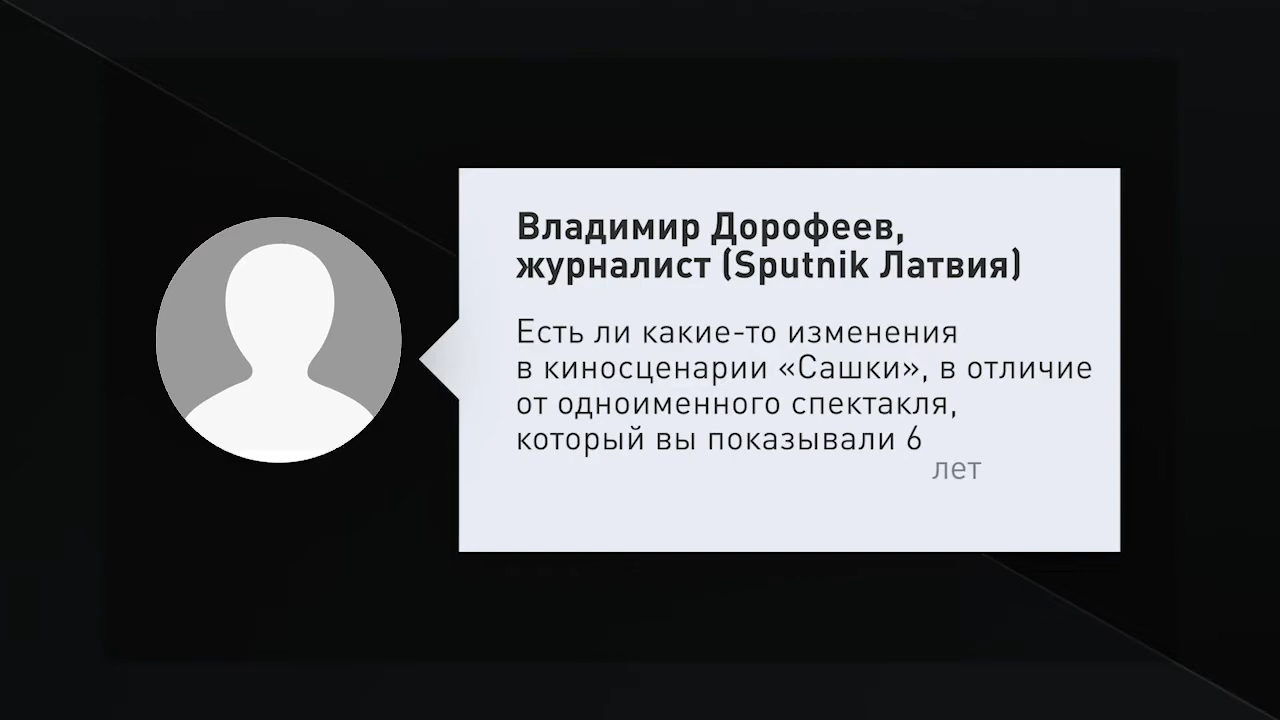 Владимир Дорофеев,
журналист (Sputnik Латвия)
Есть ли какие-то изменения
в киносценарии «Сашки», в отличие
от одноименного спектакля,
который вы показывали 6
лет